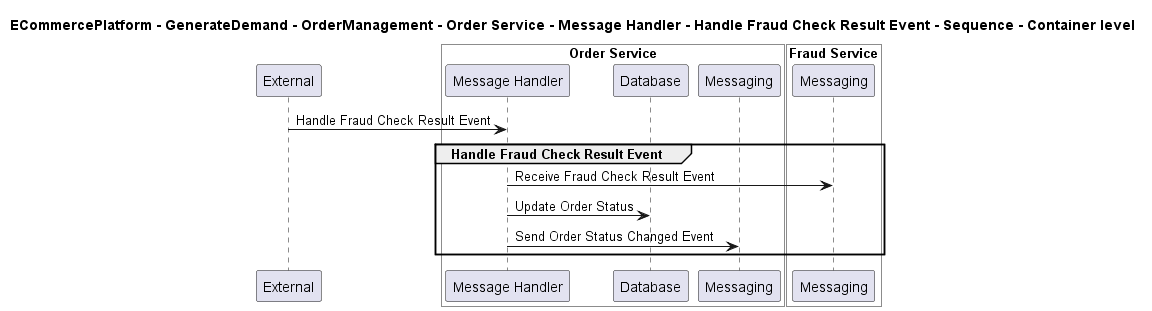 ECommercePlatform - GenerateDemand - OrderManagement - Order Service - Message Handler - Handle Fraud Check Result Event - Sequence - Container level
Order Service
Fraud Service
External
Message Handler
Database
Messaging
Messaging
Handle Fraud Check Result Event
Handle Fraud Check Result Event
Receive Fraud Check Result Event
Update Order Status
Send Order Status Changed Event
External
Message Handler
Database
Messaging
Messaging